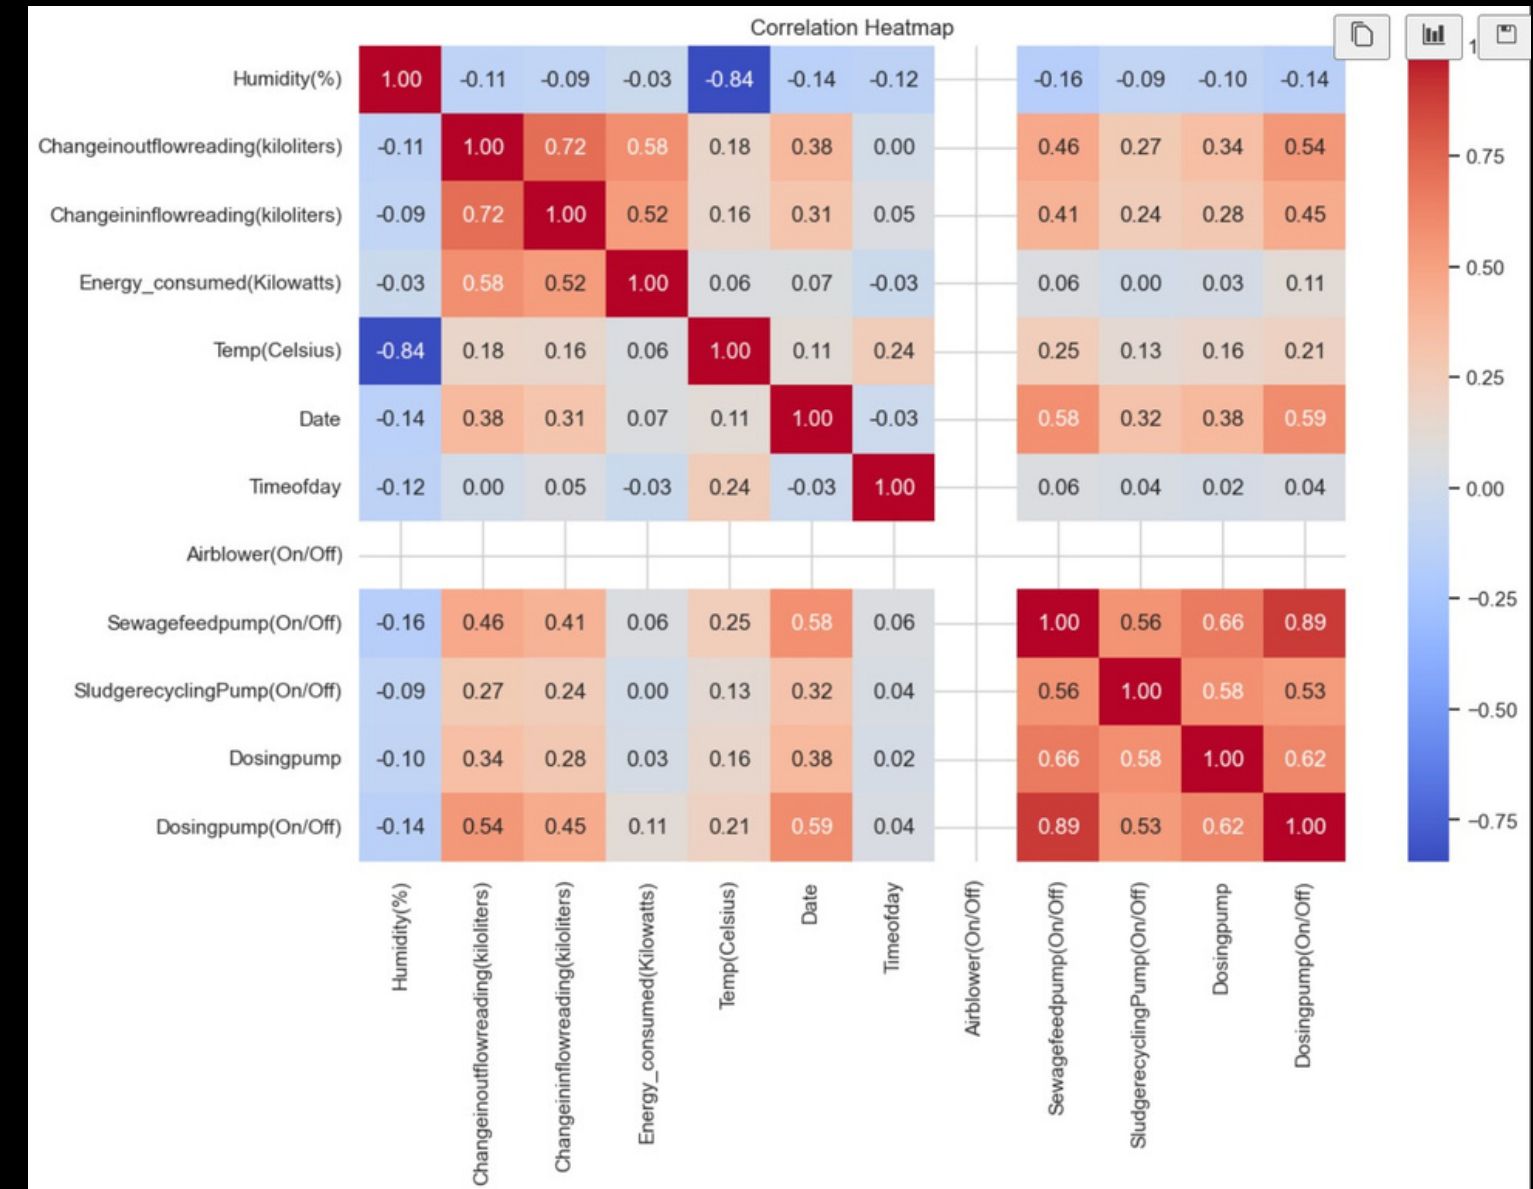 Correlation Heatmap
Humidity(%) 1.00 -0.11 -0.09 -0.03 -0.84 -0.14 -0.12 -0.16 -0.09 -0.10 -0.14
Changeinoutflowreading(kiloliters) -0.11 1.00 0.72 0.58 0.18 0.38 0.00 0.46 0.27 0.34 0.54
Changeininflowreading(kiloliters) -0.09 0.72 1.00 0.52 0.16 0.31 0.05 0.41 0.24 0.28 0.45
Energy_consumed(Kilowatts) -0.03 0.58 0.52 1.00 0.06 0.07 -0.03 0.06 0.00 0.03 0.11
Temp(Celsius) -0.84 0.18 0.16 0.06 1.00 0.11 0.24 0.25 0.13 0.16 0.21
Date -0.14 0.38 0.31 0.07 0.11 1.00 -0.03 0.58 0.32 0.38 0.59
Timeofday -0.12 0.00 0.05 -0.03 0.24 -0.03 1.00 0.06 0.04 0.02 0.04
Airblower(On/Off)
Sewagefeedpump(On/Off) -0.16 0.46 0.41 0.06 0.25 0.58 0.06 1.00 0.56 0.66 0.89
SludgerecyclingPump(On/Off) -0.09 0.27 0.24 0.00 0.13 0.32 0.04 0.56 1.00 0.58 0.53
Dosingpump -0.10 0.34 0.28 0.03 0.16 0.38 0.02 0.66 0.58 1.00 0.62
Dosingpump(On/Off) -0.14 0.54 0.45 0.11 0.21 0.59 0.04 0.89 0.53 0.62 1.00
Humidity(%)
Changeinoutflowreading(kiloliters)
Changeininflowreading(kiloliters)
Energy_consumed(Kilowatts)
Temp(Celsius)
Date
Timeofday
Airblower(On/Off)
Sewagefeedpump(On/Off)
SludgerecyclingPump(On/Off)
Dosingpump
Dosingpump(On/Off)
0.75
0.50
0.25
0.00
−0.25
−0.50
−0.75